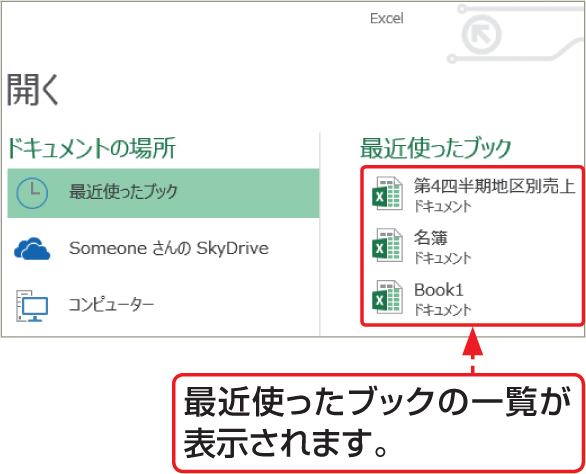 Excel
開く
ドキュメントの場所
最近使ったブック
Someone さんの SkyDrive
コンピューター
最近使ったブック
第4四半期地区別売上
ドキュメント
名簿
ドキュメント
Book1
ドキュメント
最近使ったブックの一覧が
表示されます。